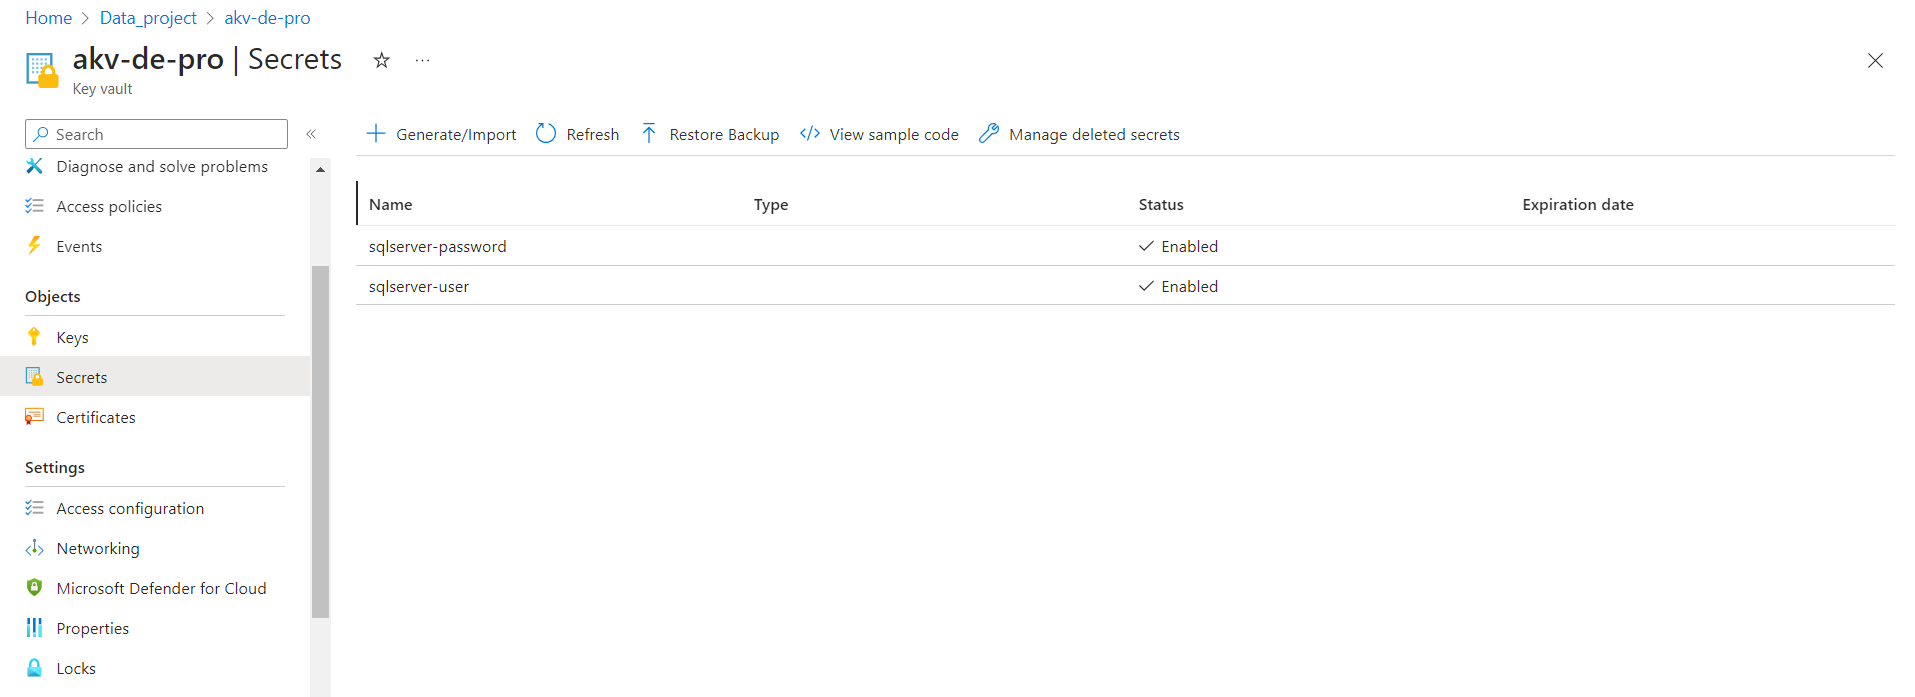 Home > Data_project > akv-de-pro
akv-de-pro | Secrets
Key vault
Search
Diagnose and solve problems
Access policies
Events
Objects
Keys
Secrets
Certificates
Settings
Access configuration
Networking
Microsoft Defender for Cloud
Properties
Locks
Generate/Import Refresh Restore Backup View sample code Manage deleted secrets
Name Type Status Expiration date
sqlserver-password Enabled
sqlserver-user Enabled